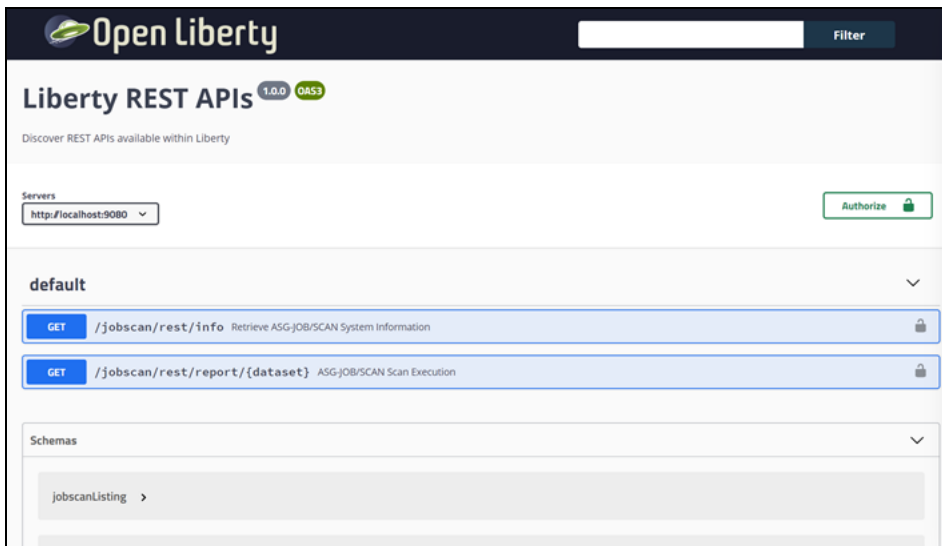 Open Liberty
Filter
Liberty REST APIs 1.0.0 OAS3
Discover REST APIs available within Liberty
Servers
http://localhost:9080
Authorize
default
GET /jobscan/rest/info Retrieve ASG-JOB/SCAN System Information
GET /jobscan/rest/report/{dataset} ASG-JOB/SCAN Scan Execution
Schemas
jobscanListing